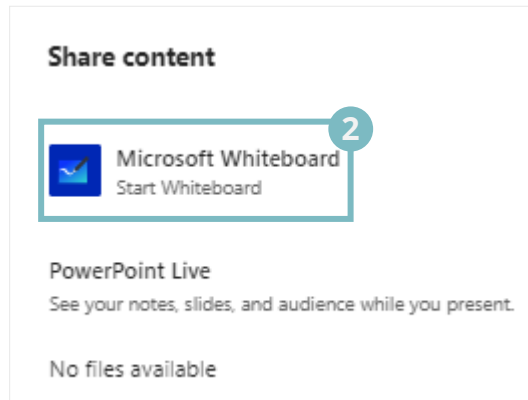 Share content
2
Microsoft Whiteboard
Start Whiteboard
PowerPoint Live
See your notes, slides, and audience while you present.
No files available